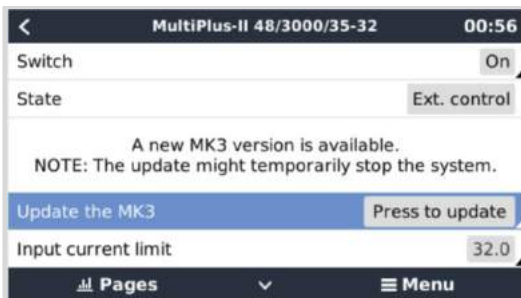 MultiPlus-II 48/3000/35-32 00:56
Switch On
State Ext. control
A new MK3 version is available.
NOTE: The update might temporarily stop the system.
Update the MK3 Press to update
Input current limit 32.0
Pages Menu